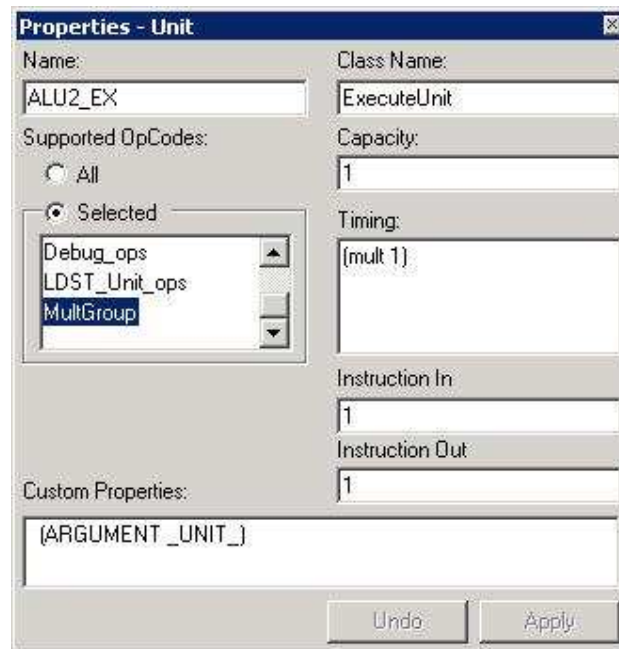 Properties - Unit
Name:
Class Name:
ALU2_EX
ExecuteUnit
Supported OpCodes:
Capacity:
All
1
Selected
Timing:
Debug_ops
(mult 1)
LDST_Unit_ops
MultGroup
Instruction In
1
Instruction Out
1
Custom Properties:
(ARGUMENT _UNIT_)
Undo
Apply